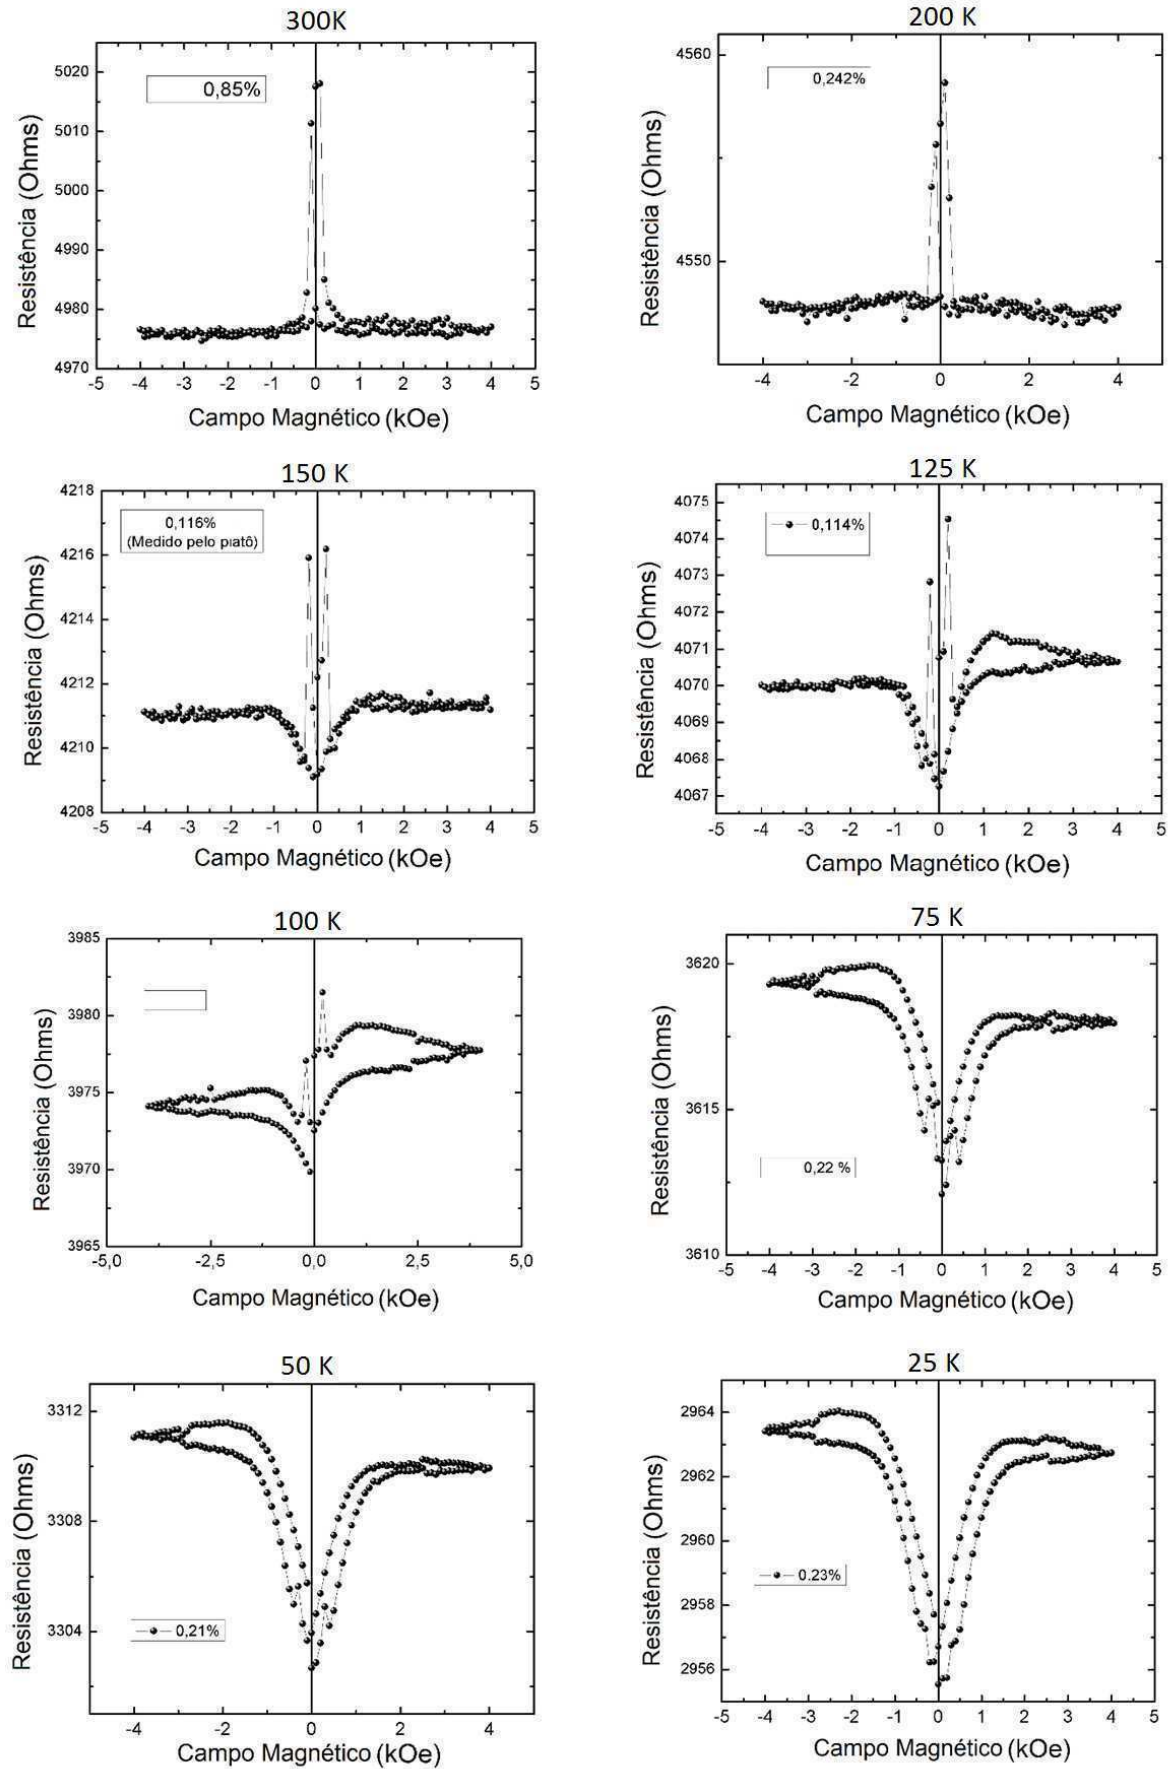 300K
5020
5010
5000
4990
4980
4970
0,85%
-5 -4 -3 -2 -1 0 1 2 3 4 5
Resistência (Ohms)
Campo Magnético (kOe)
200 K
4560
4550
0,242%
-4 -2 0 2 4
Resistência (Ohms)
Campo Magnético (kOe)
150 K
4218
4216
4214
4212
4210
4208
0,116%
(Medido pelo platô)
-5 -4 -3 -2 -1 0 1 2 3 4 5
Resistência (Ohms)
Campo Magnético (kOe)
125 K
4075
4074
4073
4072
4071
4070
4069
4068
4067
0,114%
-5 -4 -3 -2 -1 0 1 2 3 4 5
Resistência (Ohms)
Campo Magnético (kOe)
100 K
3985
3980
3975
3970
3965
-5,0 -2,5 0,0 2,5 5,0
Resistência (Ohms)
Campo Magnético (kOe)
75 K
3620
3615
3610
0,22 %
-5 -4 -3 -2 -1 0 1 2 3 4 5
Resistência (Ohms)
Campo Magnético (kOe)
50 K
3312
3308
3304
0,21%
-4 -2 0 2 4
Resistência (Ohms)
Campo Magnético (kOe)
25 K
2964
2962
2960
2958
2956
0.23%
-5 -4 -3 -2 -1 0 1 2 3 4 5
Resistência (Ohms)
Campo Magnético (kOe)